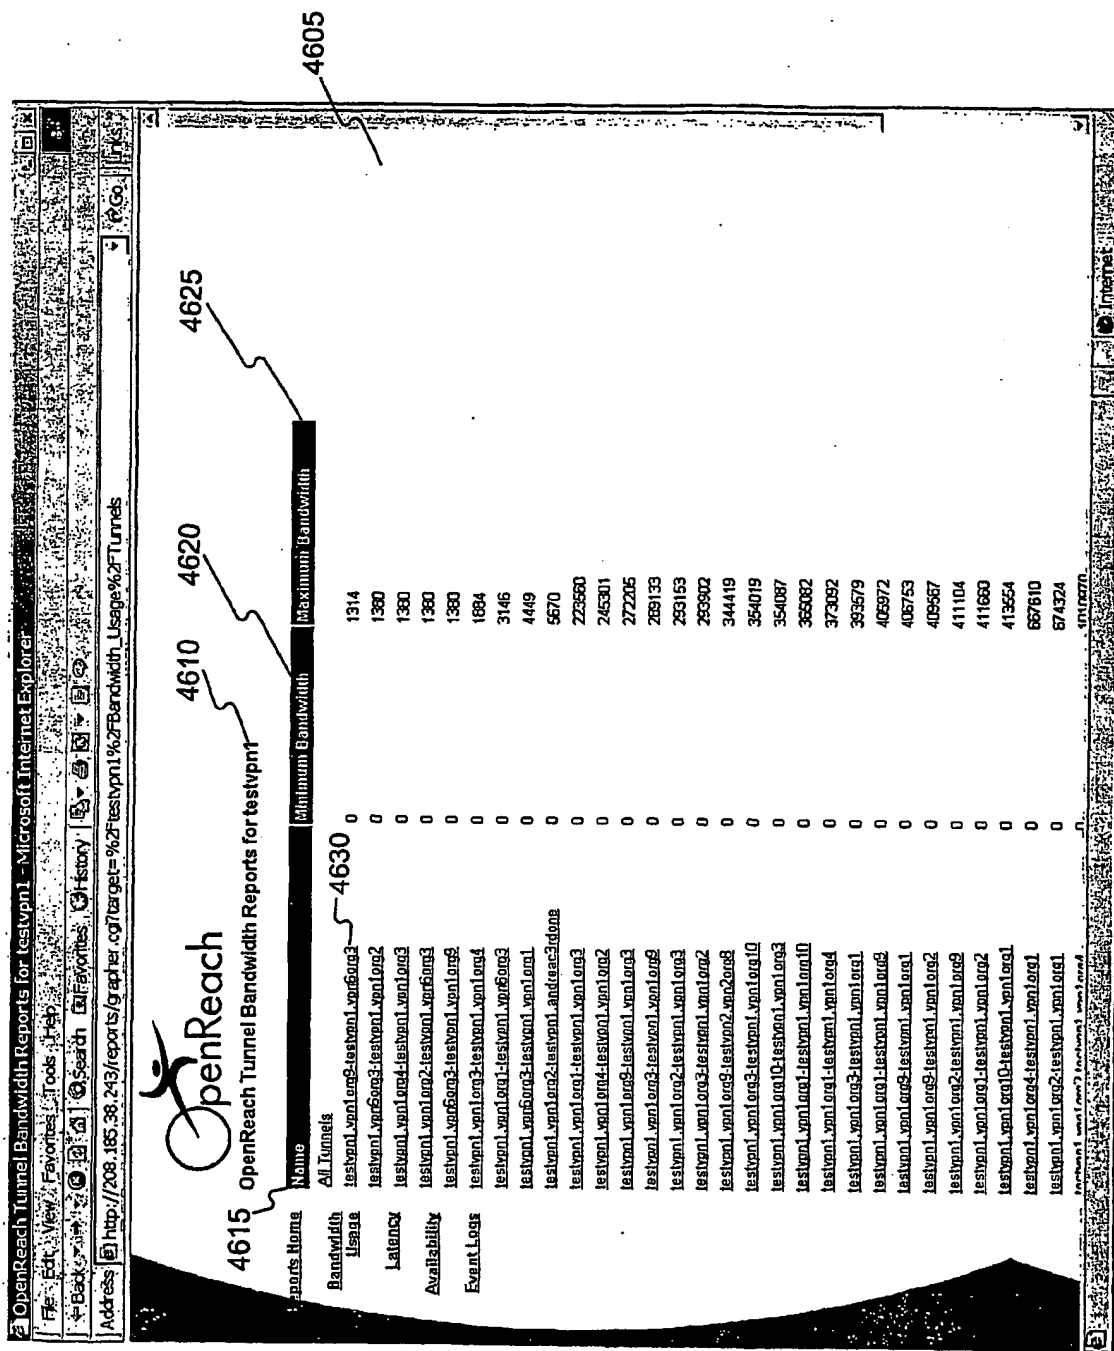 OpenReach Tunnel Bandwidth Reports for testvpn1 - Microsoft Internet Explorer
File Edit View Favorites Tools Help
Back Search Favorites History
Address http://208.185.38.243/reports/grapher.cgi?target=%2Ftestvpn1%2FBandwidth_Usage%2FTunnels Go Links
4605
OpenReach
4610
4620
4625
4615
OpenReach Tunnel Bandwidth Reports for testvpn1
eports Home
Bandwidth Usage
Latency
Availability
Event Logs
Name Minimum Bandwidth Maximum Bandwidth
All Tunnels
4630
testvpn1.vpn1org9-testvpn1.vpn6org3 0 1314
testvpn1.vpn6org3-testvpn1.vpn1org2 0 1380
testvpn1.vpn1org4-testvpn1.vpn1org3 0 1380
testvpn1.vpn1org2-testvpn1.vpn6org3 0 1380
testvpn1.vpn6org3-testvpn1.vpn1org9 0 1380
testvpn1.vpn1org3-testvpn1.vpn1org4 0 1884
testvpn1.vpn1org1-testvpn1.vpn6org3 0 3146
testvpn1.vpn6org3-testvpn1.vpn1org1 0 4449
testvpn1.vpn1org2-testvpn1.andreac3rdone 0 5670
testvpn1.vpn1org1-testvpn1.vpn1org3 0 223560
testvpn1.vpn1org4-testvpn1.vpn1org2 0 245301
testvpn1.vpn1org9-testvpn1.vpn1org3 0 272205
testvpn1.vpn1org3-testvpn1.vpn1org9 0 289133
testvpn1.vpn1org2-testvpn1.vpn1org3 0 293153
testvpn1.vpn1org3-testvpn1.vpn1org2 0 293902
testvpn1.vpn1org9-testvpn2.vpn2org8 0 344419
testvpn1.vpn1org3-testvpn1.vpn1org10 0 354019
testvpn1.vpn1org10-testvpn1.vpn1org3 0 354087
testvpn1.vpn1org1-testvpn1.vpn1org10 0 366082
testvpn1.vpn1org1-testvpn1.vpn1org4 0 373092
testvpn1.vpn1org3-testvpn1.vpn1org1 0 393579
testvpn1.vpn1org1-testvpn1.vpn1org9 0 406972
testvpn1.vpn1org9-testvpn1.vpn1org1 0 406753
testvpn1.vpn1org9-testvpn1.vpn1org2 0 409567
testvpn1.vpn1org2-testvpn1.vpn1org9 0 411104
testvpn1.vpn1org1-testvpn1.vpn1org2 0 411660
testvpn1.vpn1org10-testvpn1.vpn1org1 0 413554
testvpn1.vpn1org4-testvpn1.vpn1org1 0 667610
testvpn1.vpn1org2-testvpn1.vpn1org1 0 674324
Internet